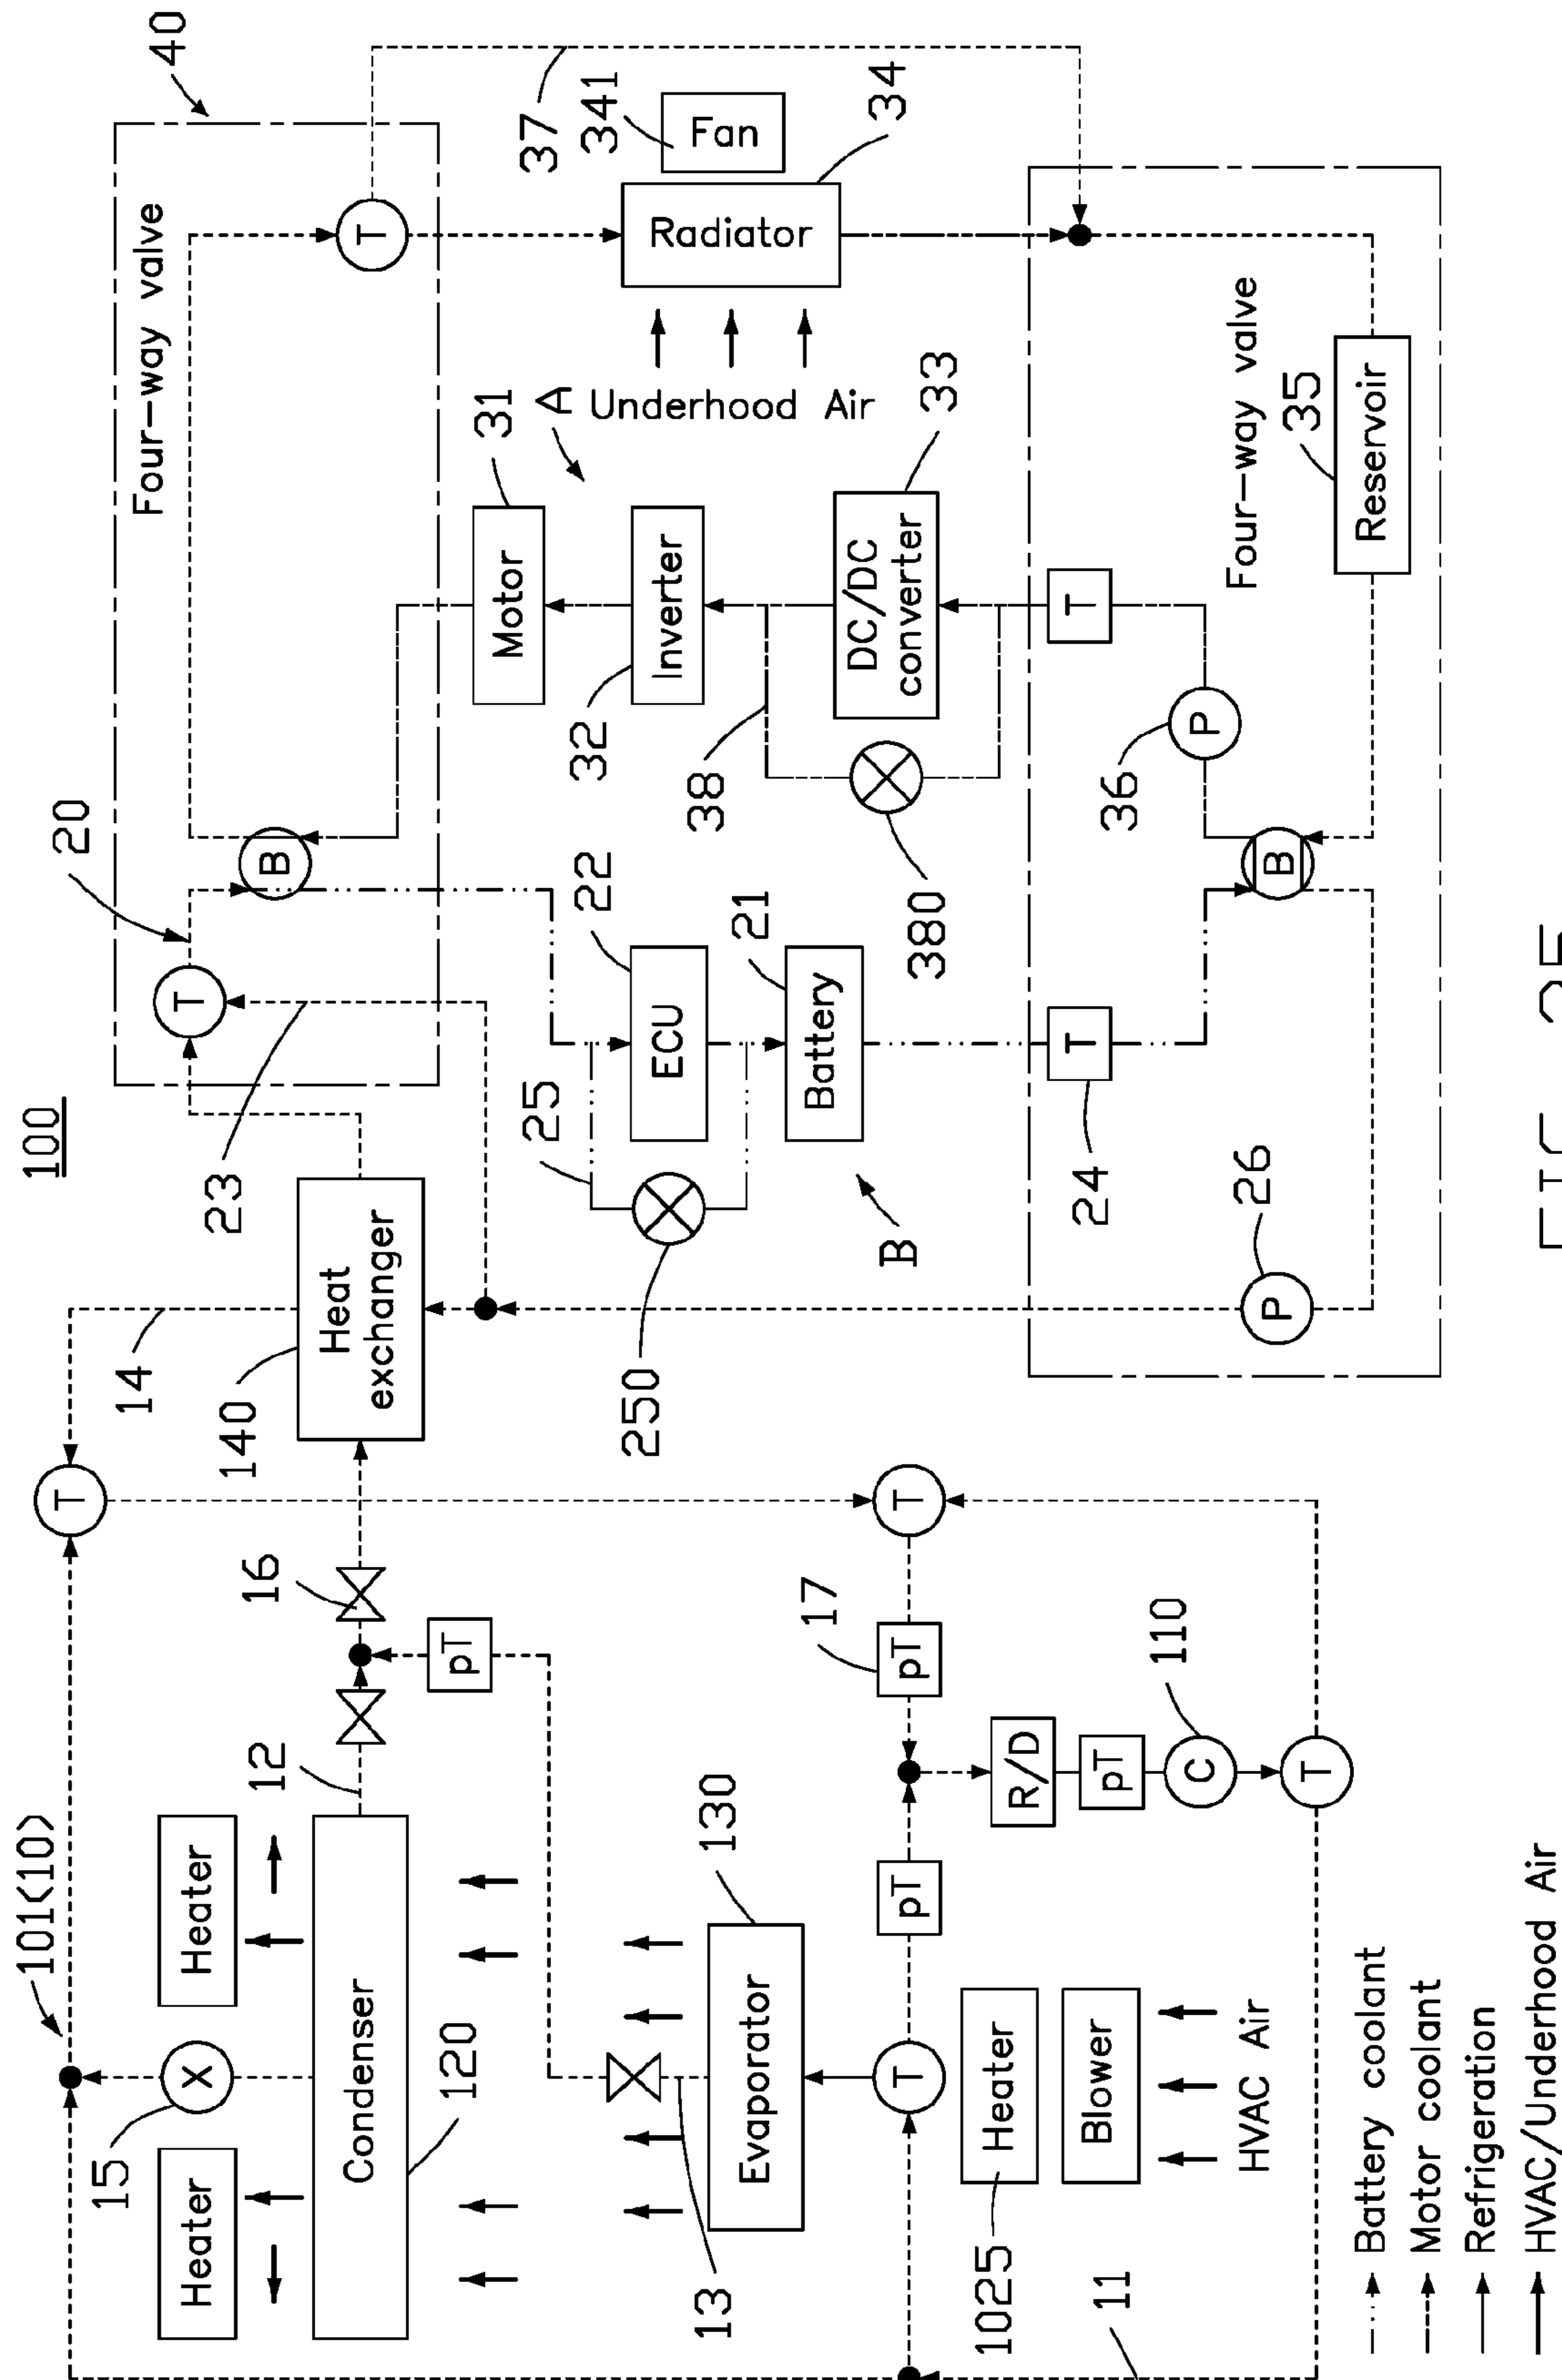 100
101(10)
15
Heater
Heater
Condenser
120
12
16
14
140
Heat
exchanger
23
20
40
Four-way valve
T
T
T
X
B
37
341
Fan
Radiator
34
Underhood Air
A
31
Motor
32
Inverter
33
DC/DC
converter
38
380
22
ECU
21
Battery
25
250
B
pT
13
130
Evaporator
T
pT
17
pT
T
R/D
pT
110
C
T
1025
Heater
Blower
HVAC Air
11
T
24
T
36
P
B
26
P
Four-way valve
35
Reservoir
Battery coolant
Motor coolant
Refrigeration
HVAC/Underhood Air